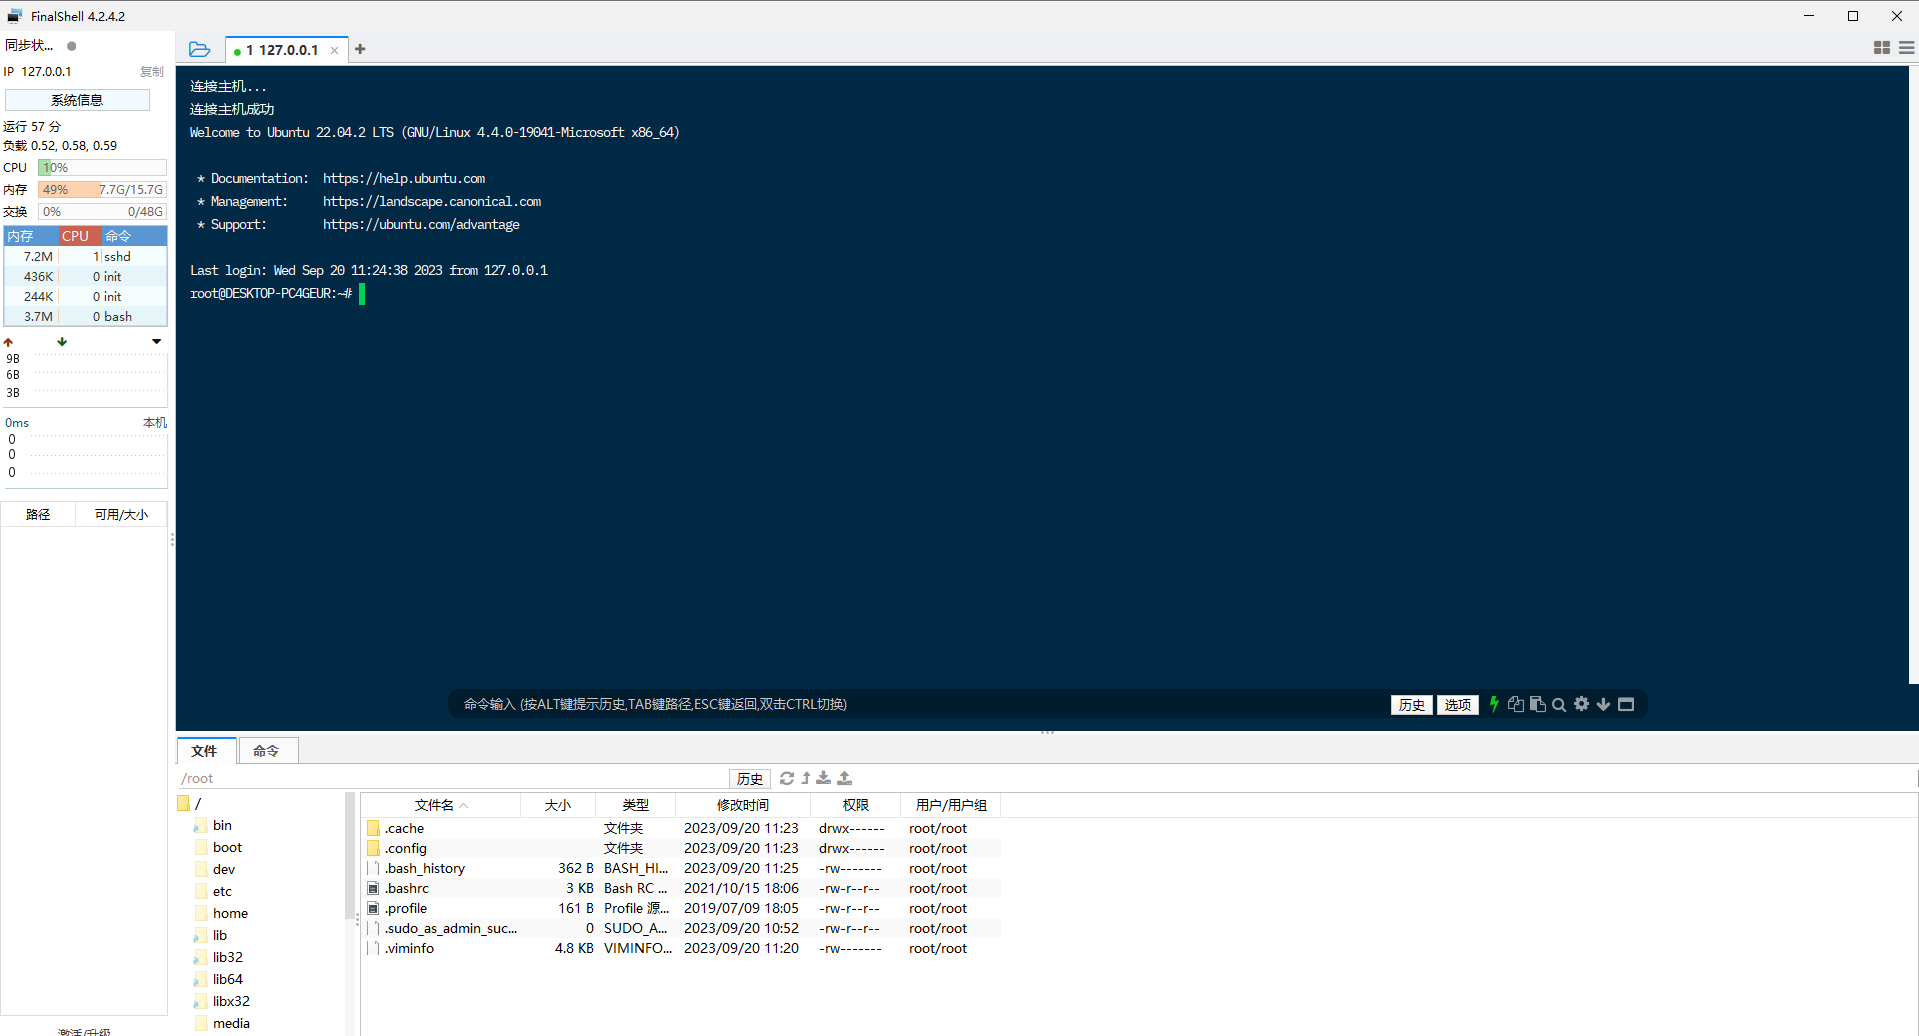 FinalShell 4.2.4.2
同步状...
IP 127.0.0.1 复制
系统信息
运行 57 分
负载 0.52, 0.58, 0.59
CPU 10%
内存 49% 7.7G/15.7G
交换 0% 0/48G
内存 CPU 命令
7.2M 1 sshd
436K 0 init
244K 0 init
3.7M 0 bash
9B
6B
3B
0ms 本机
0
0
0
路径 可用/大小
激活/升级
1 127.0.0.1
连接主机...
连接主机成功
Welcome to Ubuntu 22.04.2 LTS (GNU/Linux 4.4.0-19041-Microsoft x86_64)
* Documentation: https://help.ubuntu.com
* Management: https://landscape.canonical.com
* Support: https://ubuntu.com/advantage
Last login: Wed Sep 20 11:24:38 2023 from 127.0.0.1
root@DESKTOP-PC4GEUR:~#
命令输入 (按ALT键提示历史,TAB键路径,ESC键返回,双击CTRL切换) 历史 选项
文件 命令
/root 历史
/
bin
boot
dev
etc
home
lib
lib32
lib64
libx32
media
文件名 大小 类型 修改时间 权限 用户/用户组
.cache 文件夹 2023/09/20 11:23 drwx------ root/root
.config 文件夹 2023/09/20 11:23 drwx------ root/root
.bash_history 362 B BASH_HI... 2023/09/20 11:25 -rw------- root/root
.bashrc 3 KB Bash RC ... 2021/10/15 18:06 -rw-r--r-- root/root
.profile 161 B Profile 源... 2019/07/09 18:05 -rw-r--r-- root/root
.sudo_as_admin_suc... 0 SUDO_A... 2023/09/20 10:52 -rw-r--r-- root/root
.viminfo 4.8 KB VIMINFO... 2023/09/20 11:20 -rw------- root/root